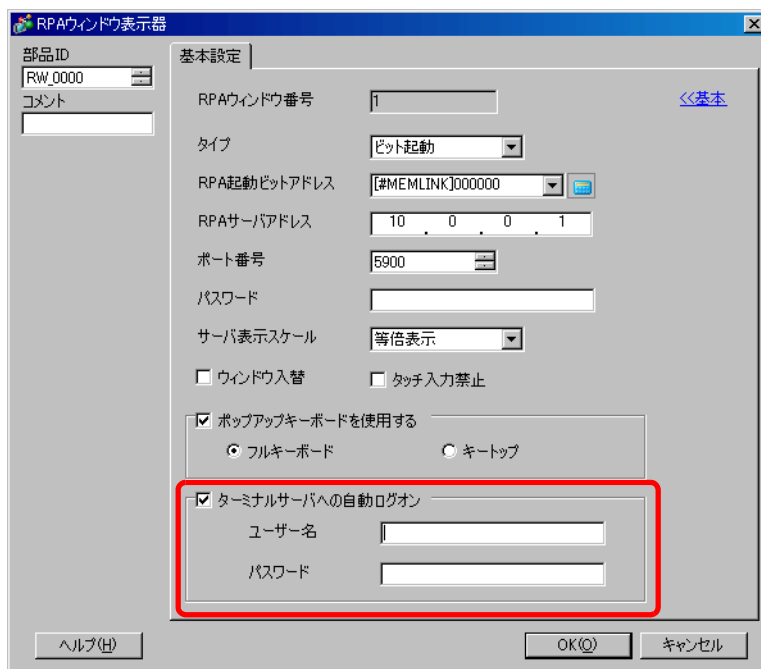 RPAウィンドウ表示器
部品ID
RW_0000
コメント
基本設定
RPAウィンドウ番号
1
<<基本
タイプ
ビット起動
RPA起動ビットアドレス
[#MEMLINK]000000
RPAサーバアドレス
10 . 0 . 0 . 1
ポート番号
5900
パスワード
サーバ表示スケール
等倍表示
ウィンドウ入替
タッチ入力禁止
ポップアップキーボードを使用する
フルキーボード
キートップ
ターミナルサーバへの自動ログオン
ユーザー名
パスワード
ヘルプ(H)
OK(O)
キャンセル